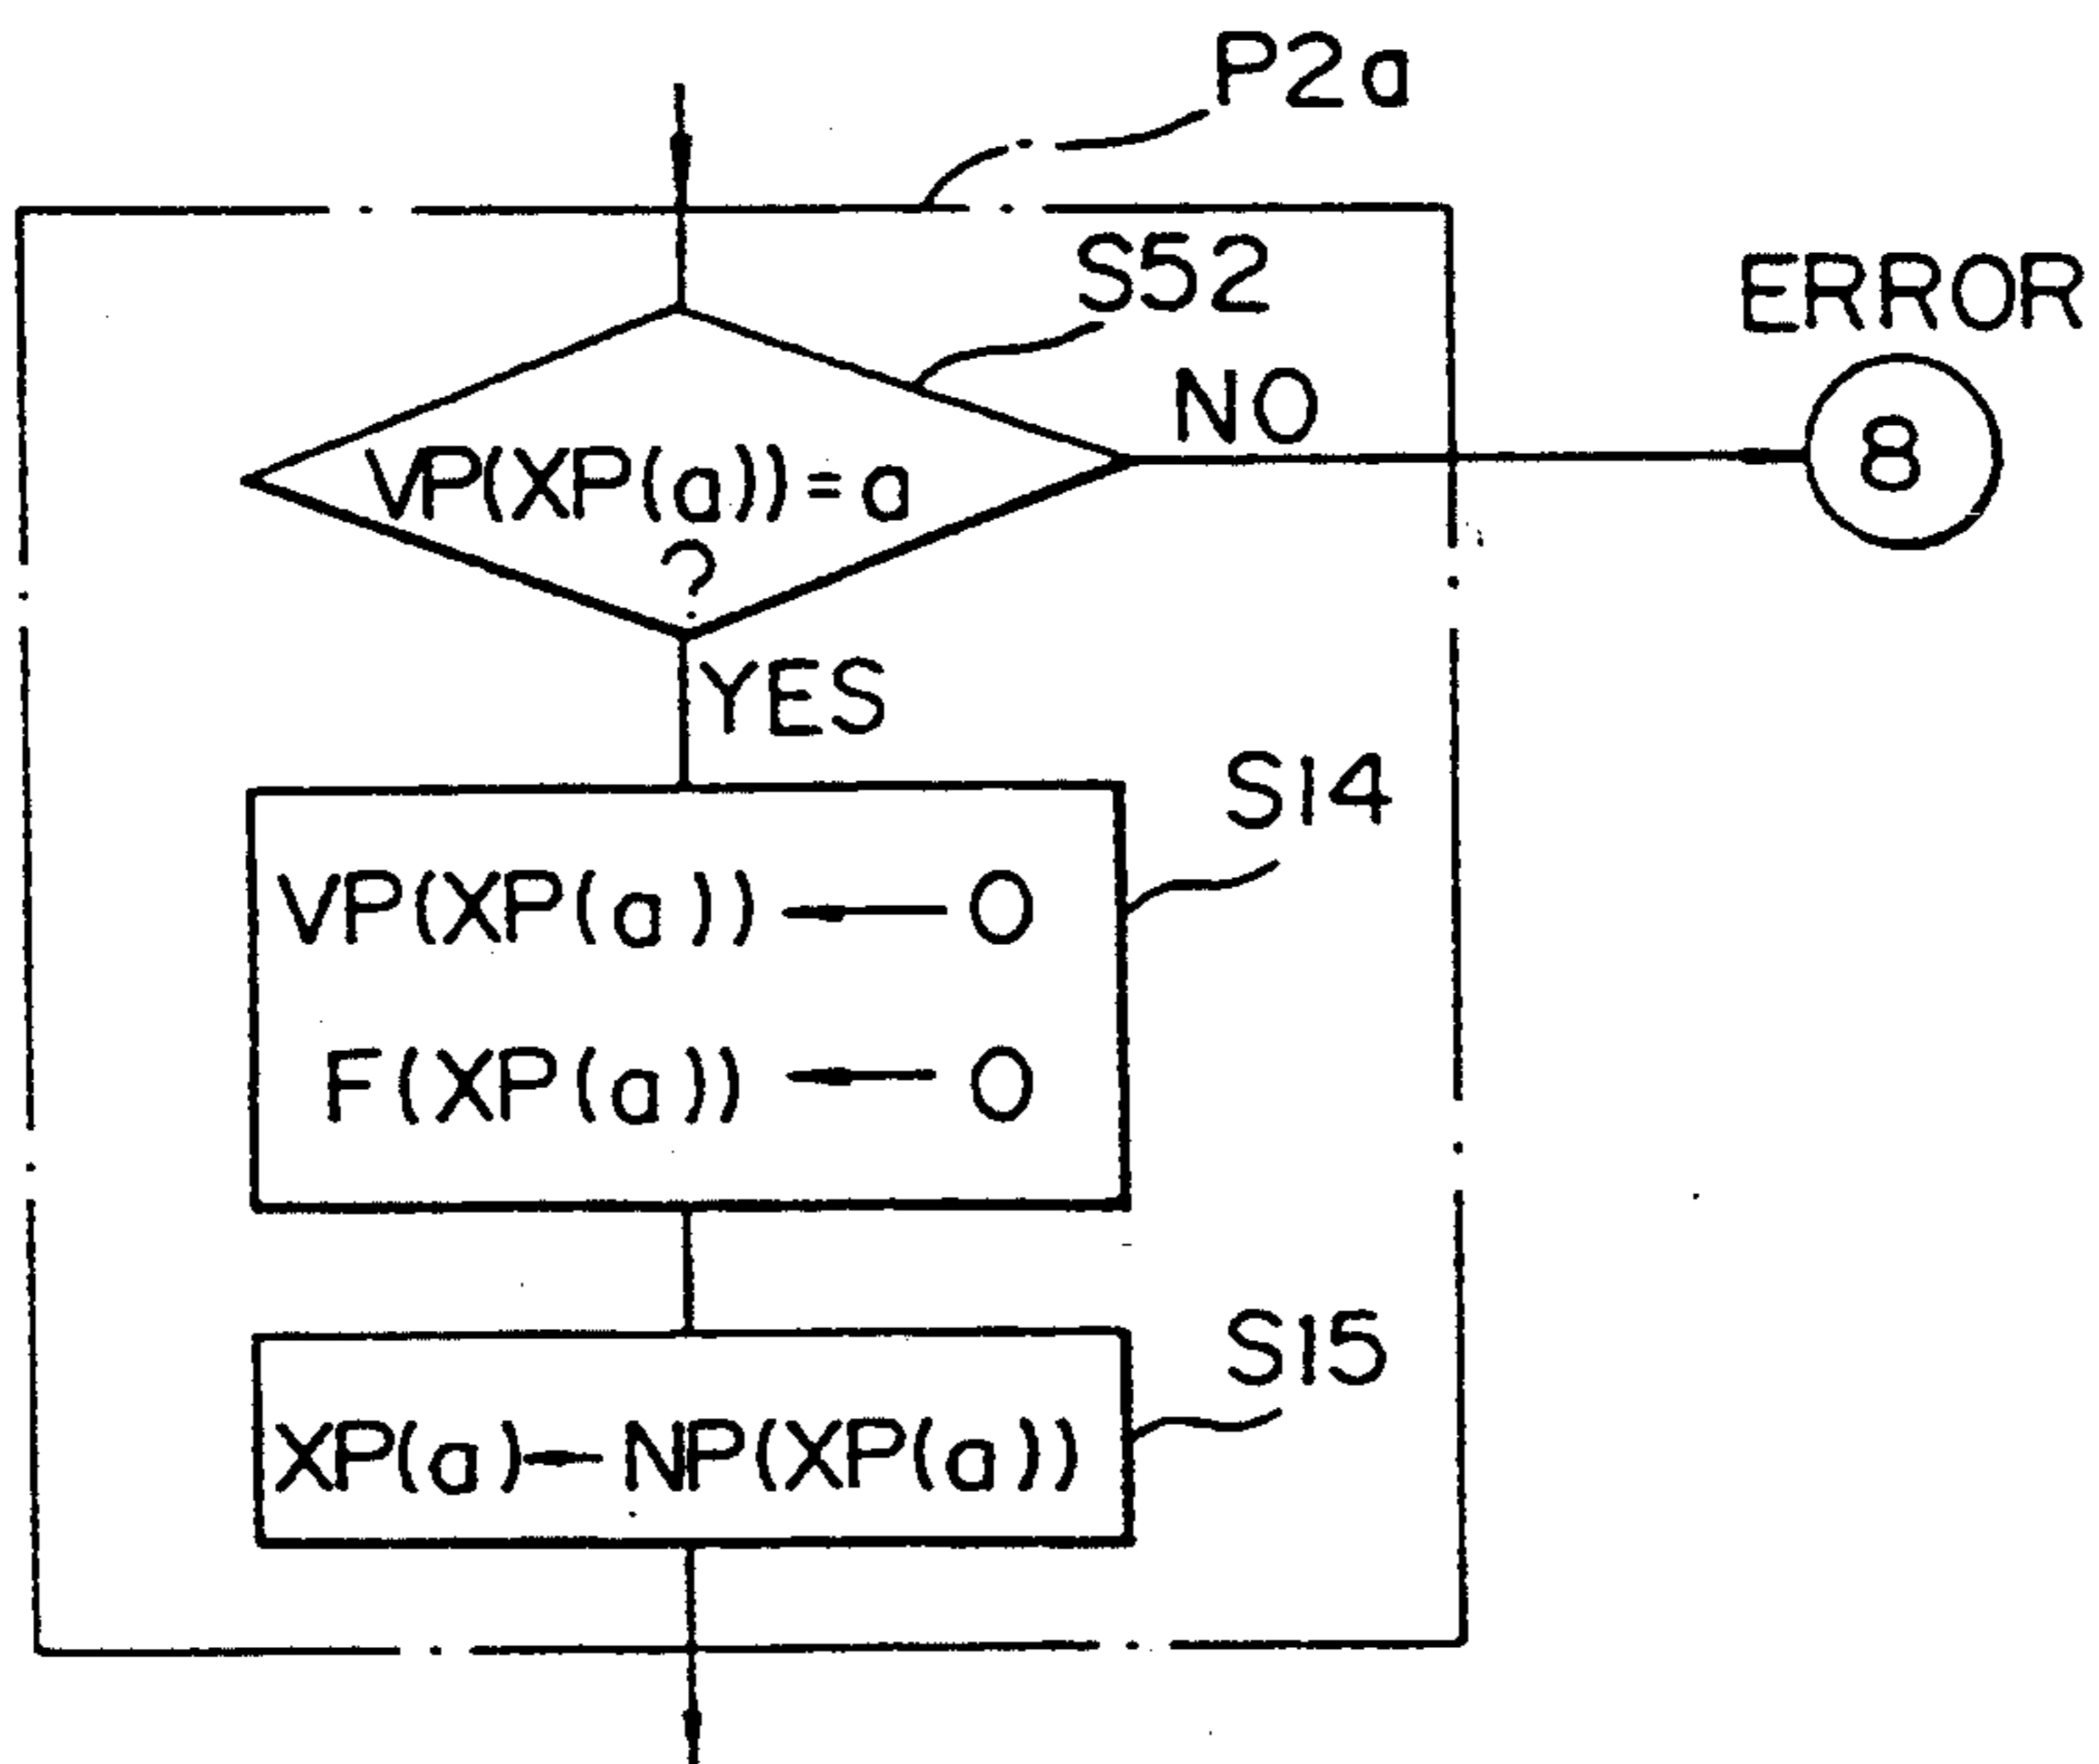 P2a
S52
ERROR
NO
8
VP(XP(a))=a
?
YES
S14
VP(XP(a))←0
F(XP(a))←0
S15
XP(a)←NP(XP(a))